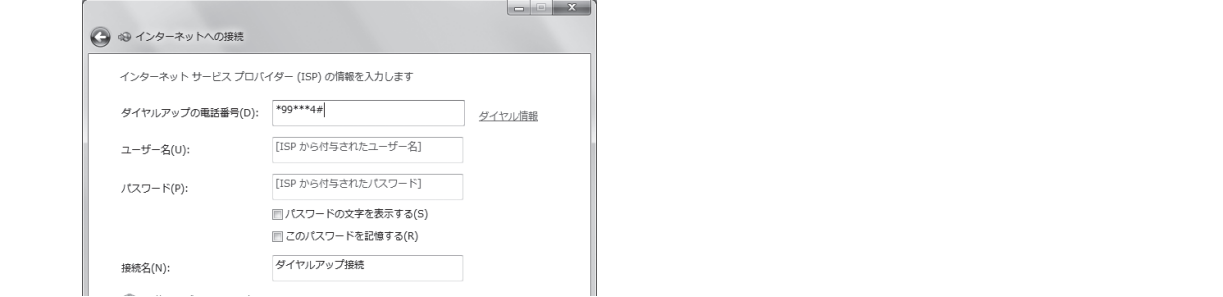 インターネットへの接続
インターネット サービス プロバイダー (ISP) の情報を入力します
ダイヤルアップの電話番号(D): *99***4# ダイヤル情報
ユーザー名(U): [ISP から付与されたユーザー名]
パスワード(P): [ISP から付与されたパスワード]
パスワードの文字を表示する(S)
このパスワードを記憶する(R)
接続名(N): ダイヤルアップ接続